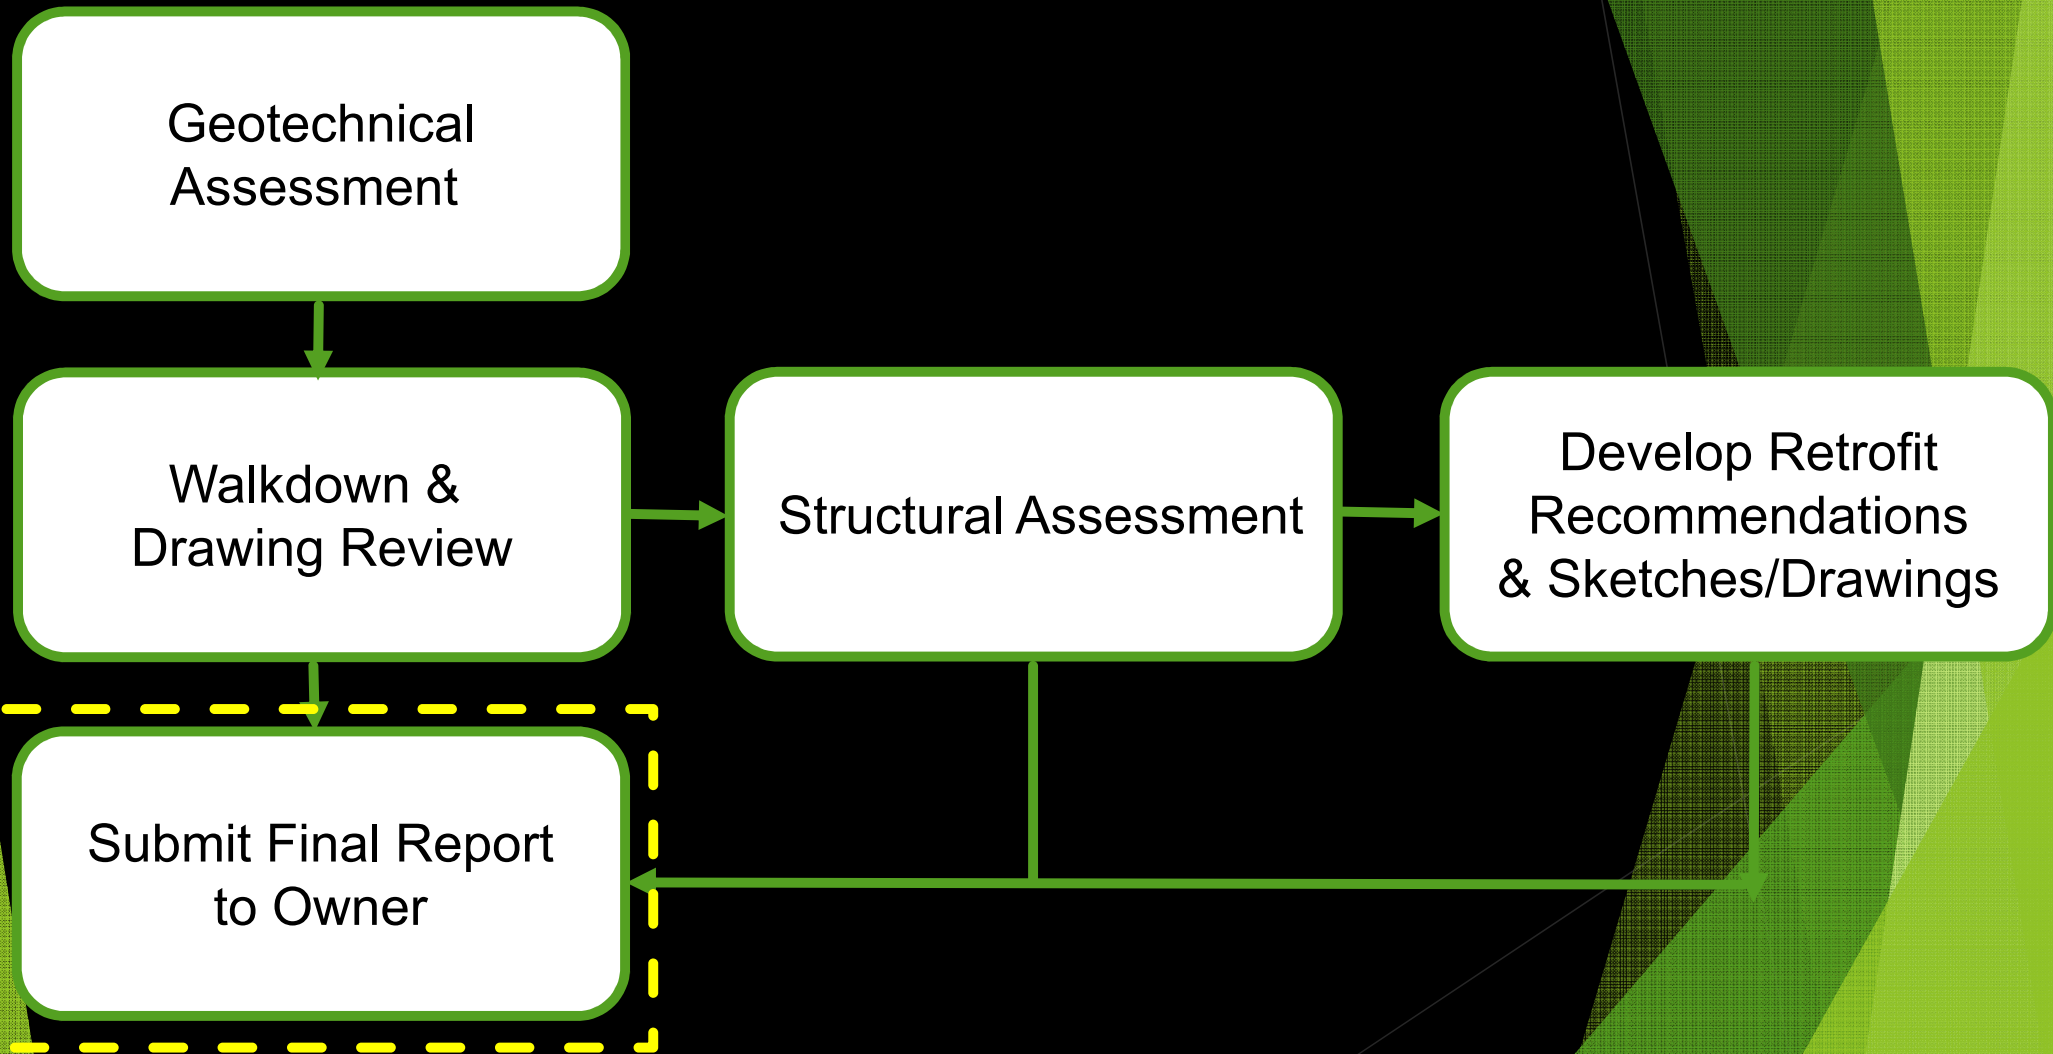 Geotechnical
Assessment
Walkdown &
Drawing Review
Structural Assessment
Develop Retrofit
Recommendations
& Sketches/Drawings
Submit Final Report
to Owner